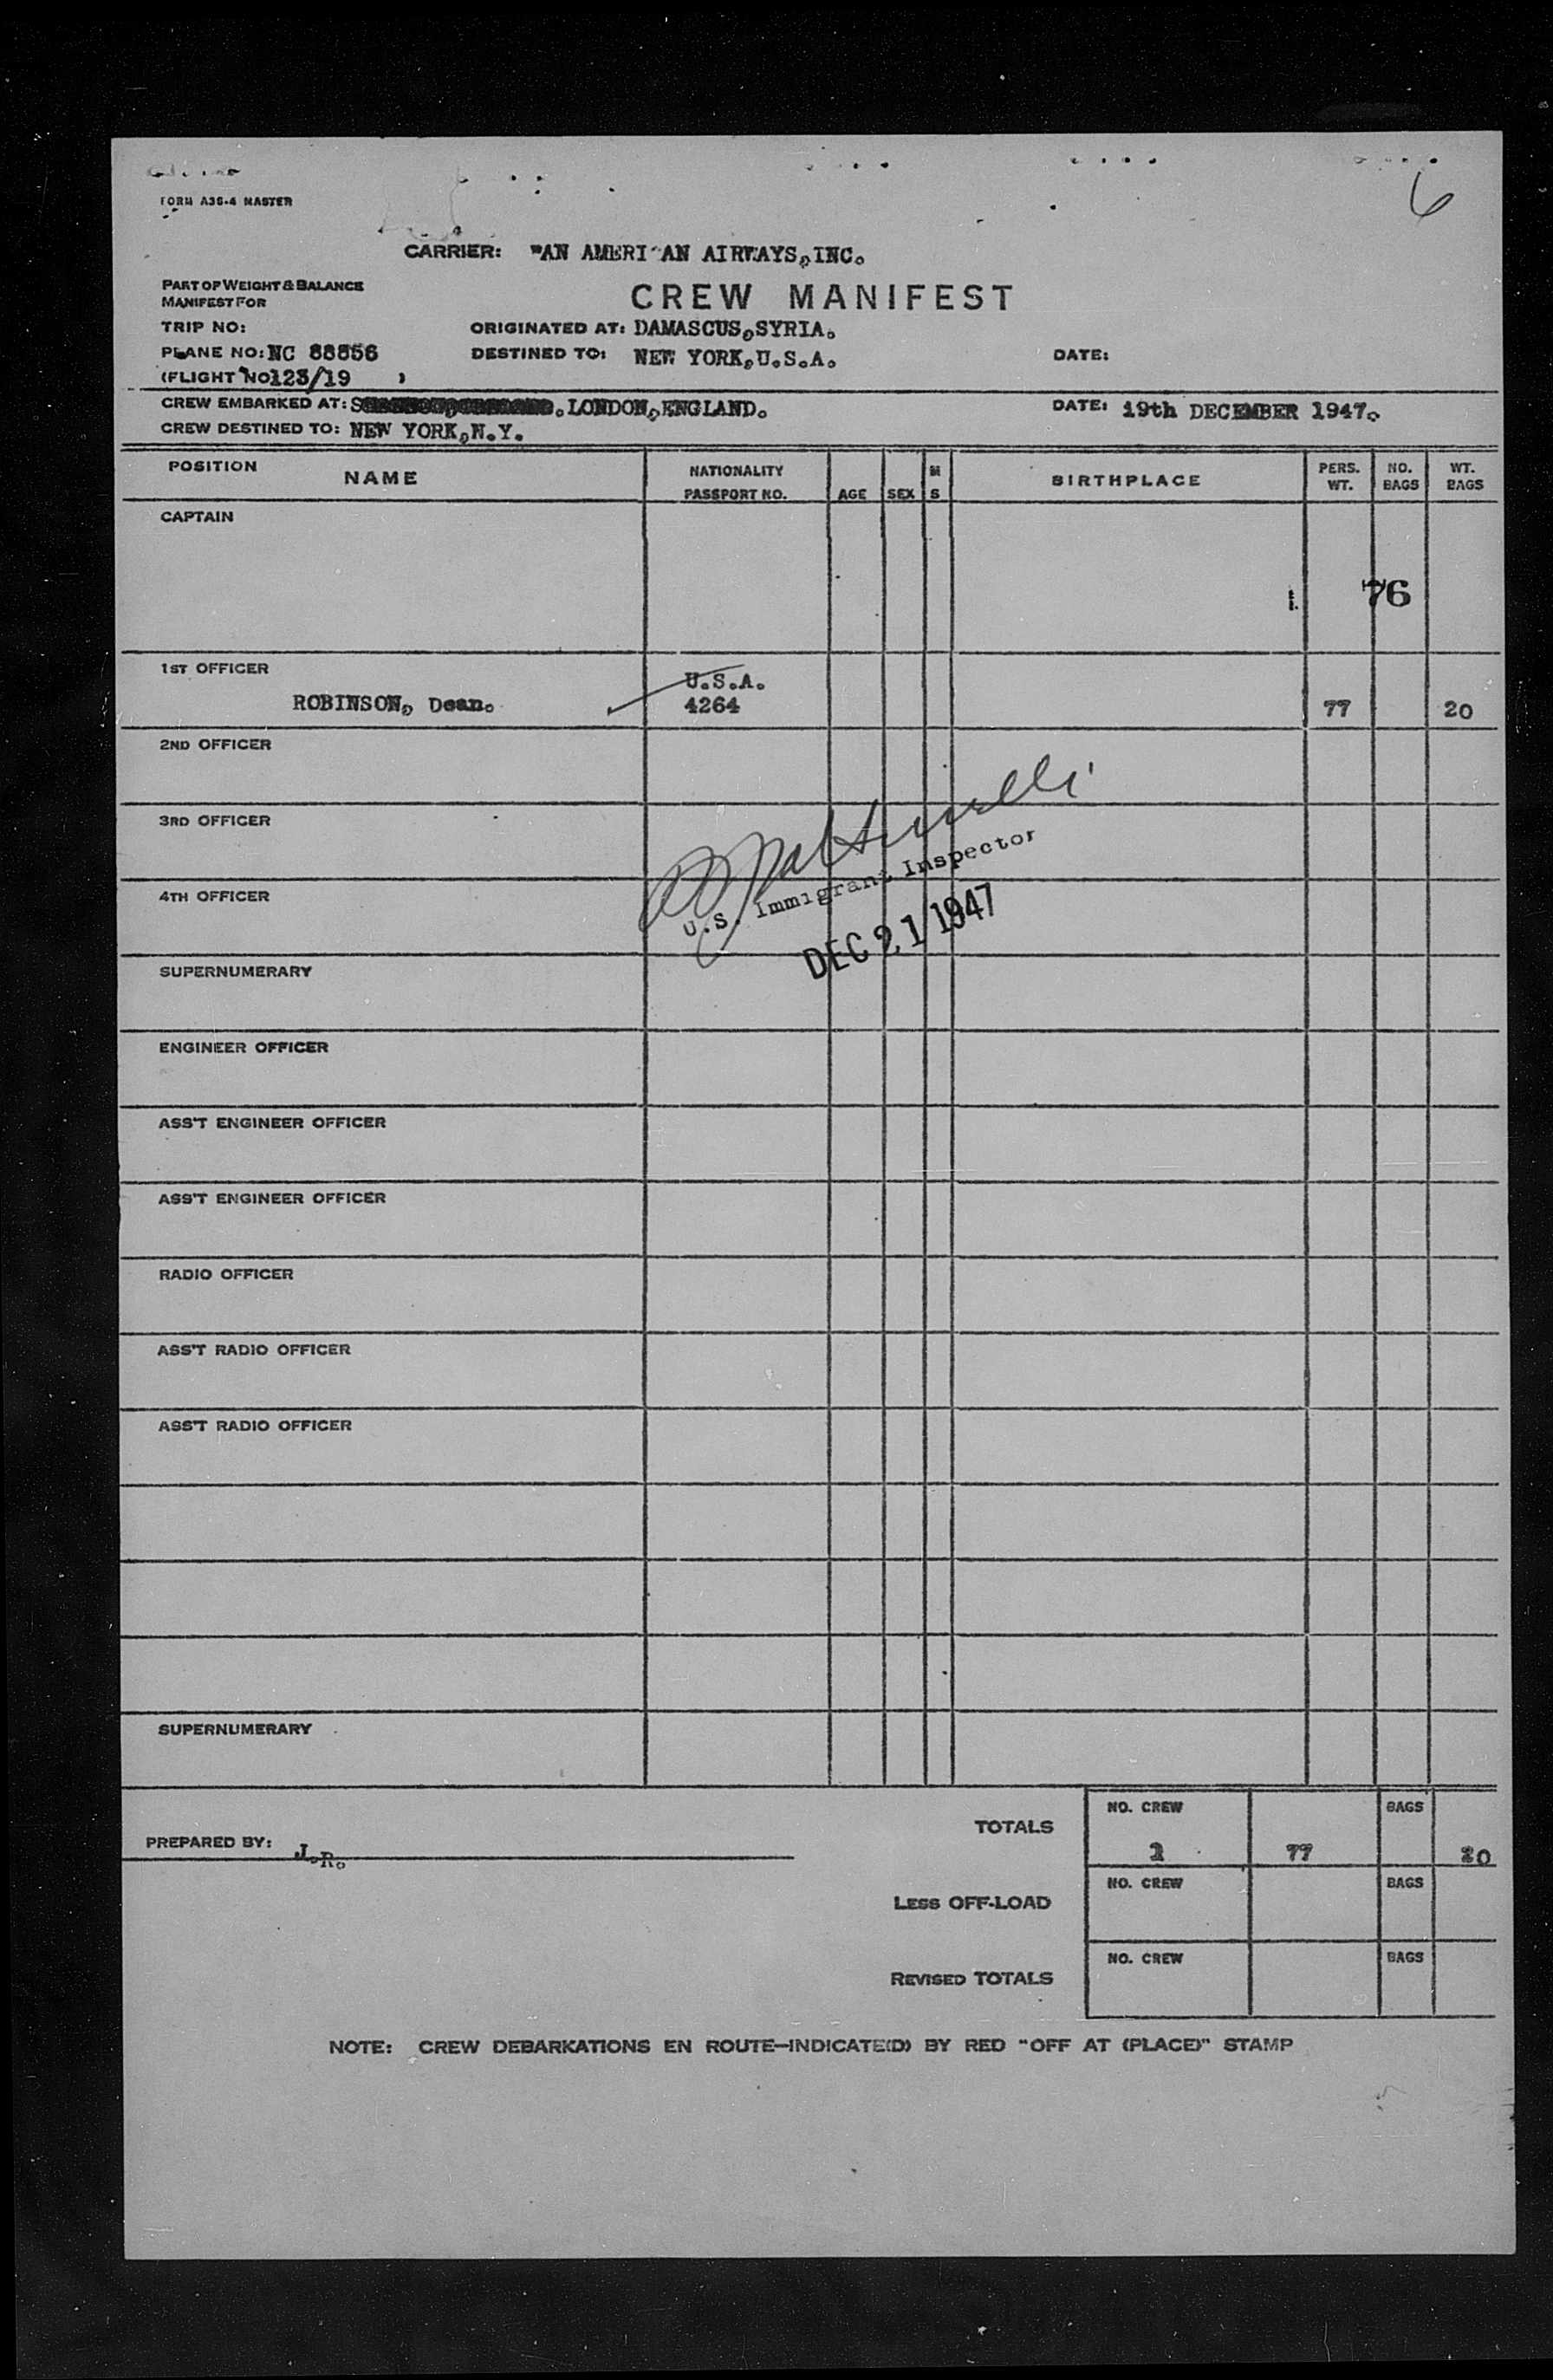 6
FORM A36-4 MASTER
CARRIER: "AN AMERI"AN AIRWAYS, INC.
PART OF WEIGHT & BALANCE
MANIFEST FOR
CREW MANIFEST
TRIP NO: ORIGINATED AT: DAMASCUS, SYRIA.
PLANE NO: NC 88856 DESTINED TO: NEW YORK, U.S.A. DATE:
(FLIGHT NO 123/19 )
CREW EMBARKED AT: LONDON, ENGLAND. DATE: 19th DECEMBER 1947.
CREW DESTINED TO: NEW YORK, N.Y.
POSITION NAME NATIONALITY PASSPORT NO. AGE SEX M S BIRTHPLACE PERS. WT. NO. BAGS WT. BAGS
CAPTAIN
76
1ST OFFICER U.S.A.
ROBINSON, Dean. 4264 77 20
2ND OFFICER
3RD OFFICER
U.S. Immigrant Inspector
4TH OFFICER
DEC 21 1947
SUPERNUMERARY
ENGINEER OFFICER
ASS'T ENGINEER OFFICER
ASS'T ENGINEER OFFICER
RADIO OFFICER
ASS'T RADIO OFFICER
ASS'T RADIO OFFICER
SUPERNUMERARY
TOTALS NO. CREW BAGS
PREPARED BY: J.R. 1 77 20
LESS OFF-LOAD NO. CREW BAGS
REVISED TOTALS NO. CREW BAGS
NOTE: CREW DEBARKATIONS EN ROUTE—INDICATE(D) BY RED "OFF AT (PLACE)" STAMP